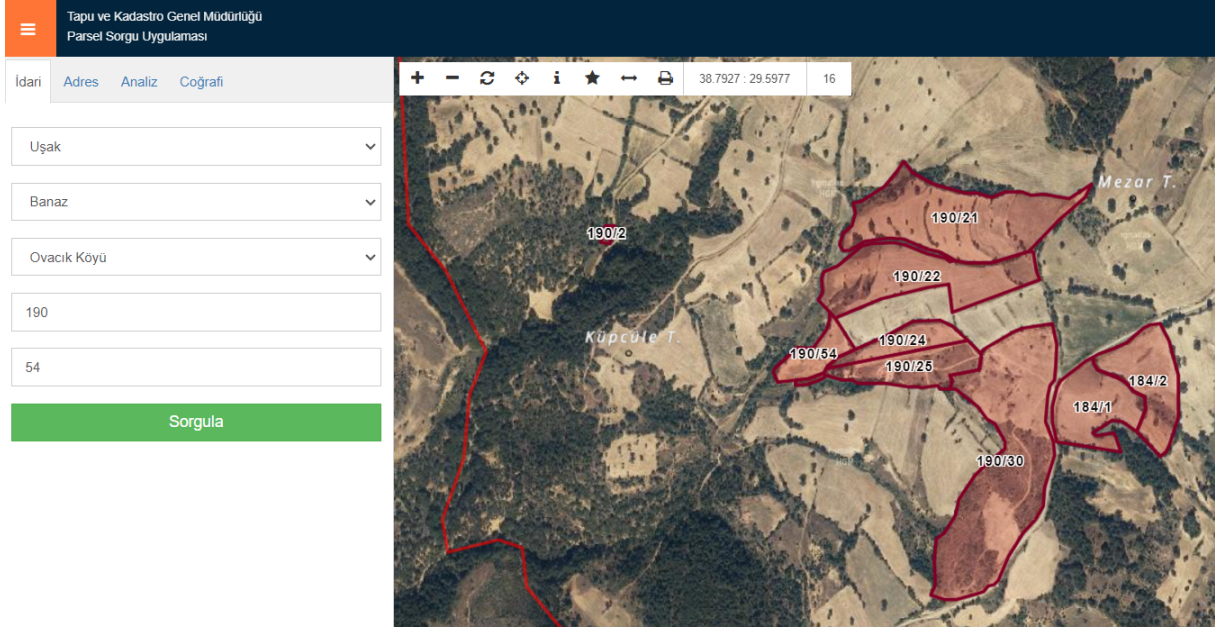 Tapu ve Kadastro Genel Müdürlüğü
Parsel Sorgu Uygulaması
İdari Adres Analiz Coğrafi
38.7927 : 29.5977 16
Uşak
Banaz
Ovacık Köyü
190
54
Sorgula
Mezar T.
190/21
190/2
190/22
Küpcüle T.
190/24
190/54
190/25
184/2
184/1
190/30